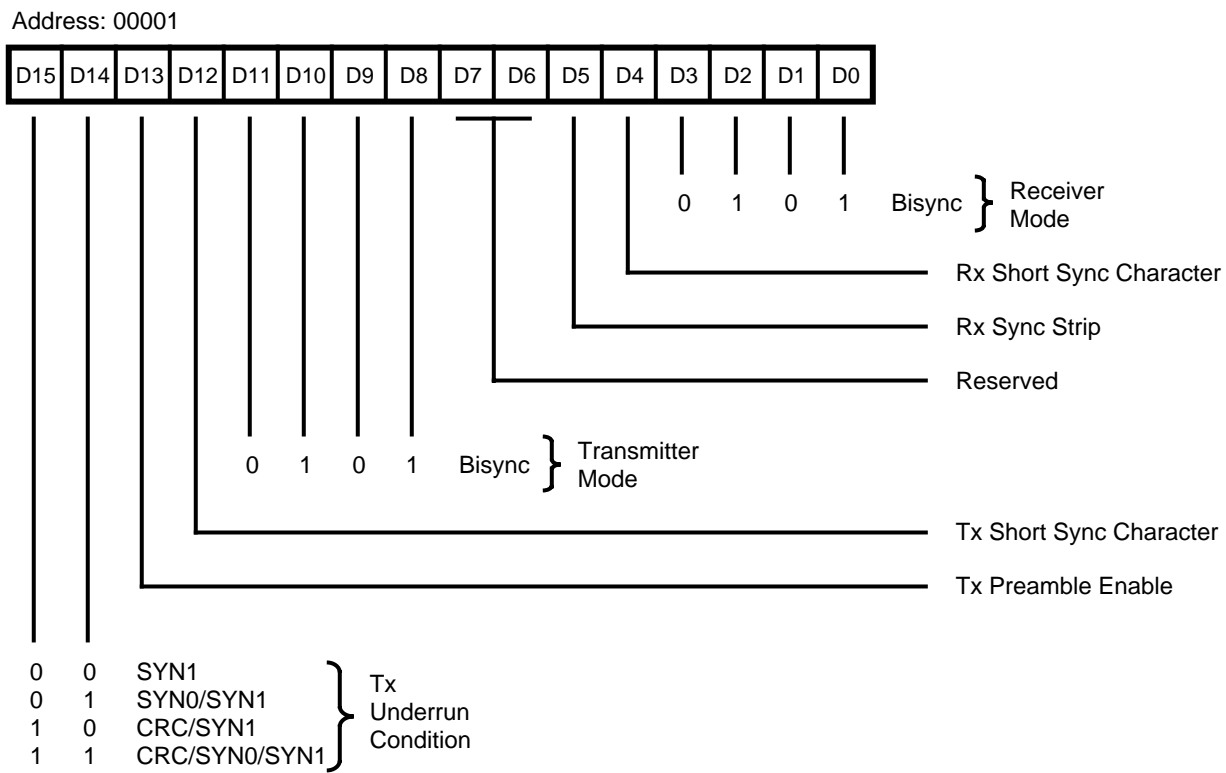 Address: 00001
D15 D14 D13 D12 D11 D10 D9 D8 D7 D6 D5 D4 D3 D2 D1 D0
0 1 0 1 Bisync Receiver
Mode
Rx Short Sync Character
Rx Sync Strip
Reserved
0 1 0 1 Bisync Transmitter
Mode
Tx Short Sync Character
Tx Preamble Enable
0 0 SYN1
0 1 SYN0/SYN1
1 0 CRC/SYN1
1 1 CRC/SYN0/SYN1
Tx
Underrun
Condition